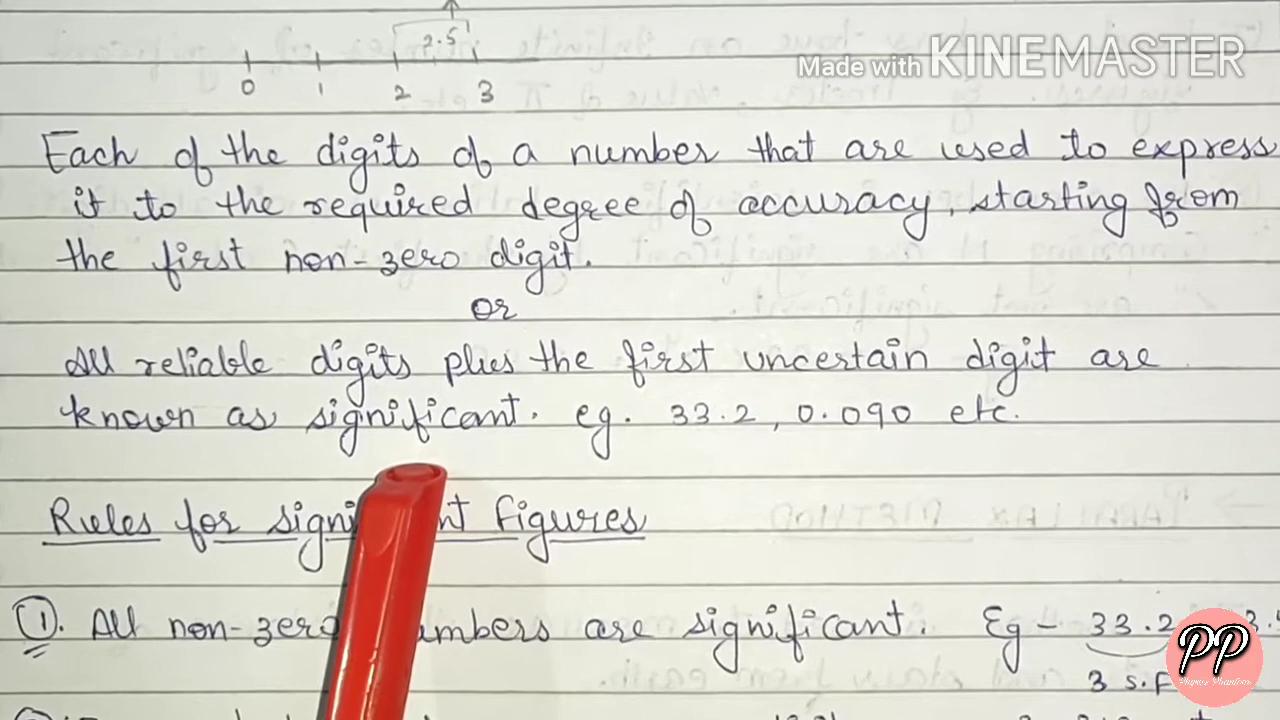 2.5
0 1 2 3
Made with KINEMASTER
Each of the digits of a number that are used to express
it to the required degree of accuracy, starting from
the first non-zero digit.
or
All reliable digits plus the first uncertain digit are
known as significant. eg. 33.2, 0.090 etc.
Rules for figures
①. All non-zero are significant. Eg - 33.2
3 S.F
PP